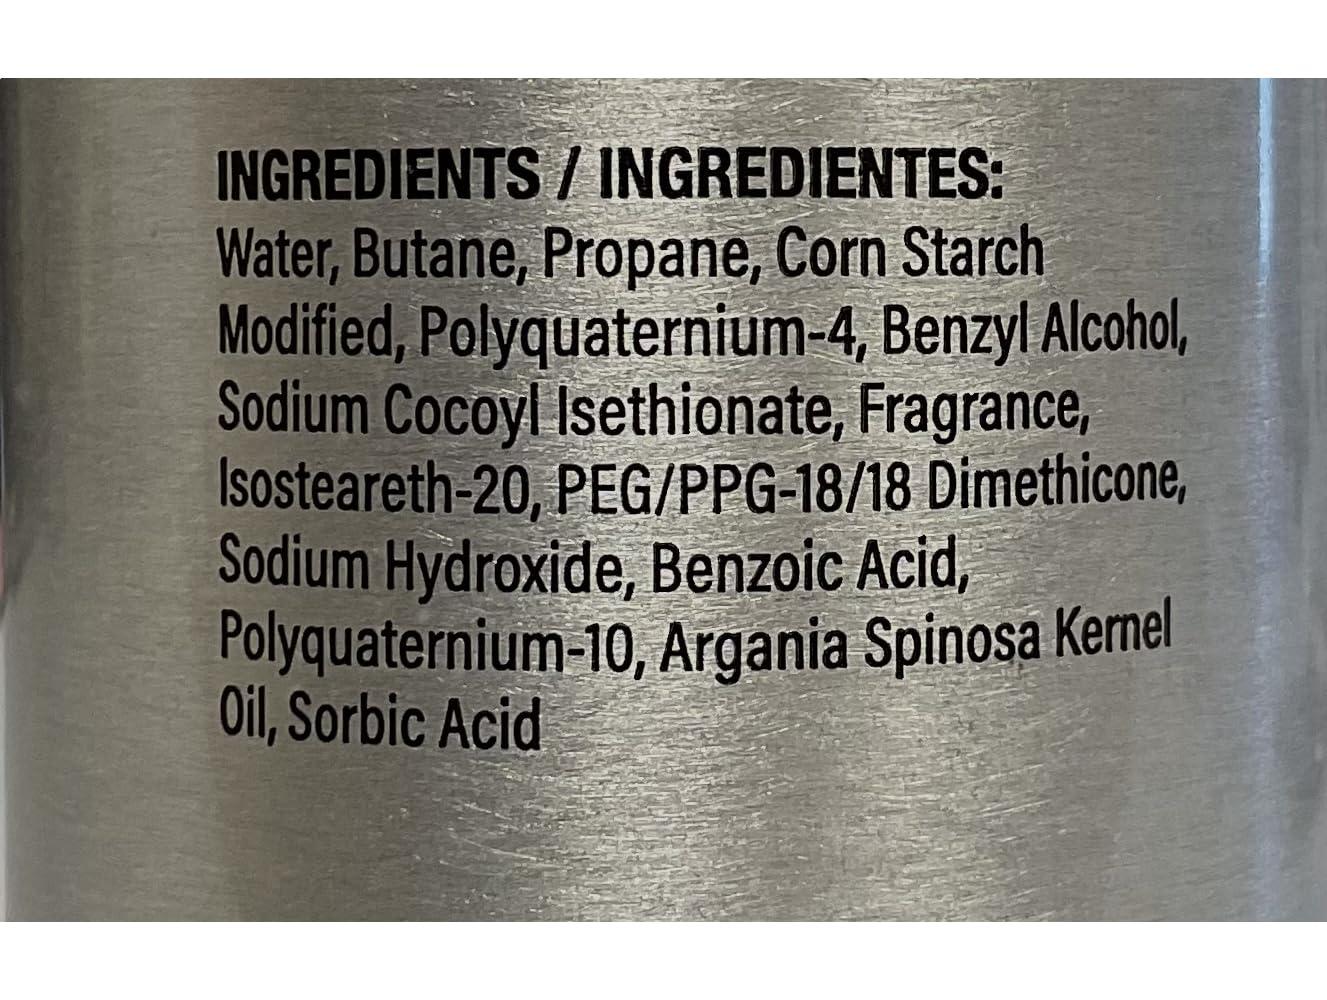 INGREDIENTS / INGREDIENTES:
Water, Butane, Propane, Corn Starch
Modified, Polyquaternium-4, Benzyl Alcohol,
Sodium Cocoyl Isethionate, Fragrance,
Isosteareth-20, PEG/PPG-18/18 Dimethicone,
Sodium Hydroxide, Benzoic Acid,
Polyquaternium-10, Argania Spinosa Kernel
Oil, Sorbic Acid